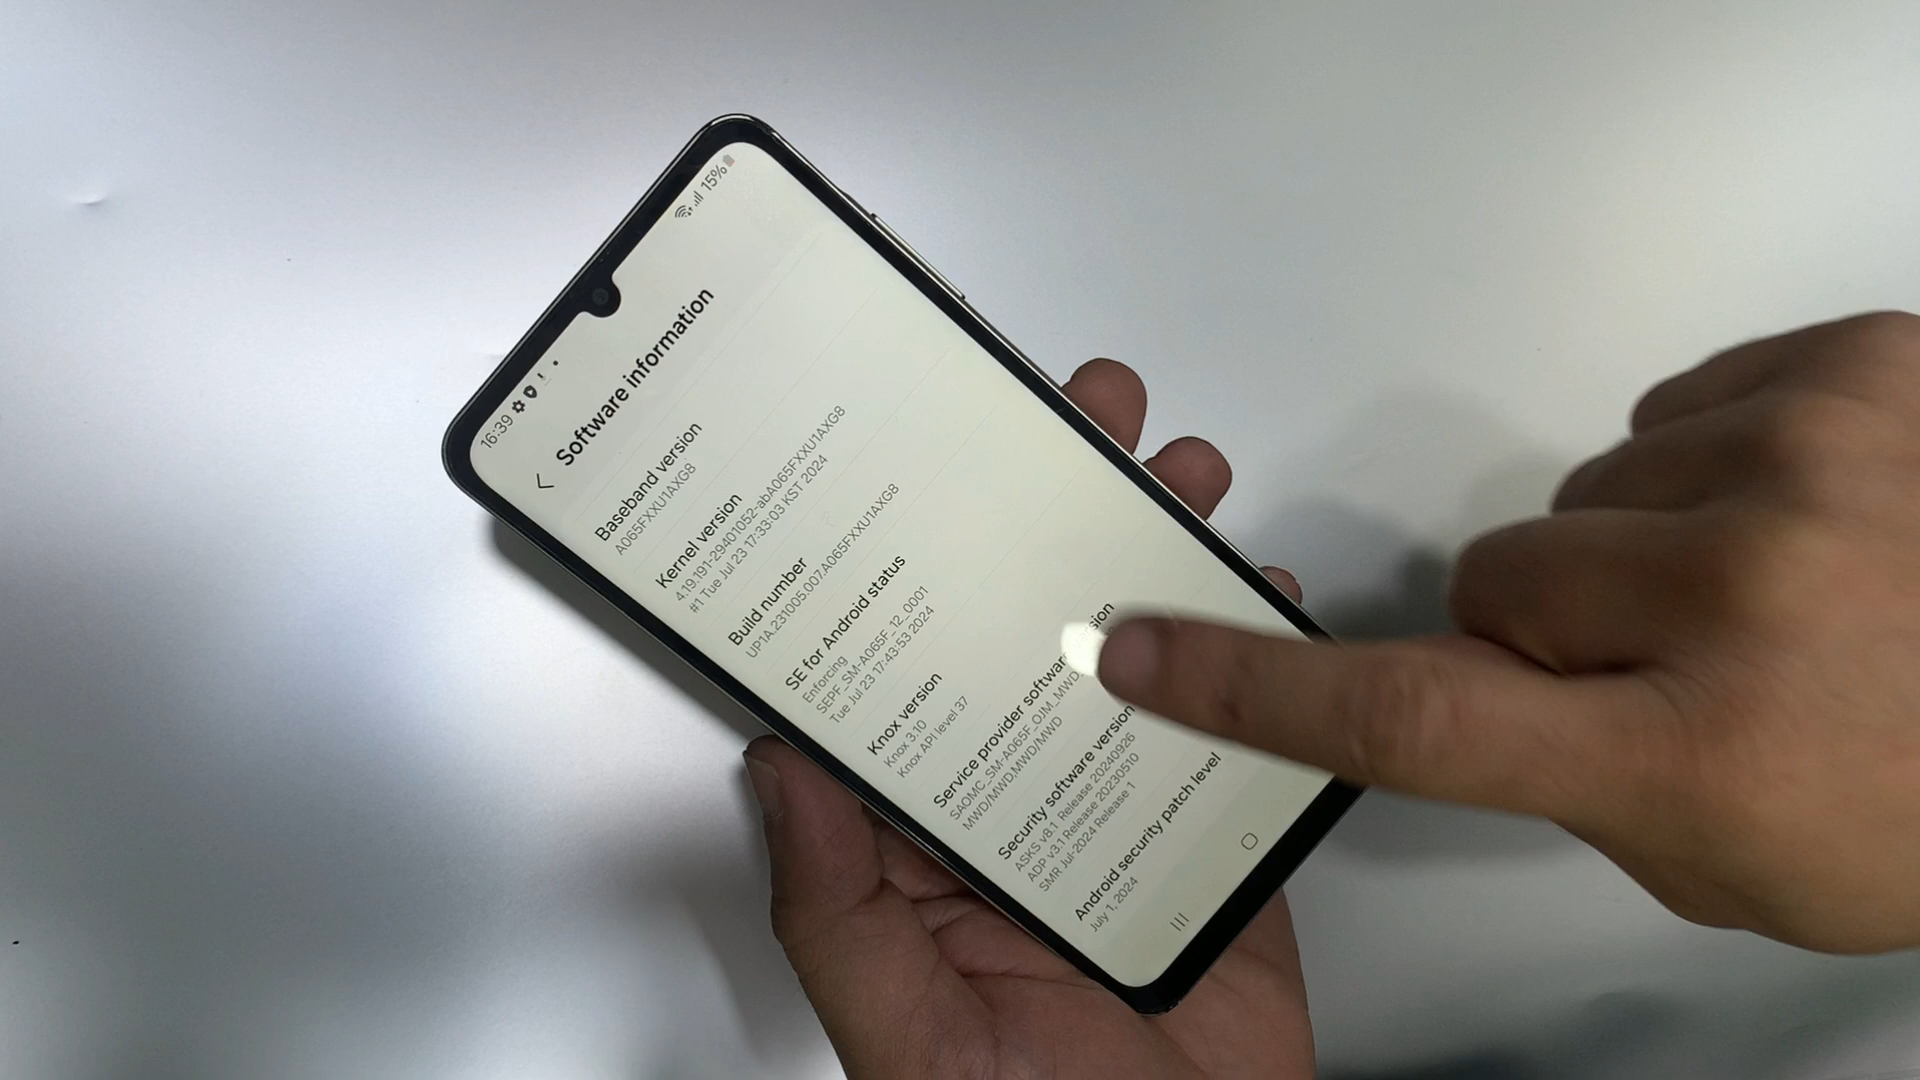 16:39
15%
Software information
Baseband version
A065FXXU1AXG8
Kernel version
4.19.191-29401052-abA065FXXU1AXG8
#1 Tue Jul 23 17:33:03 KST 2024
Build number
UP1A.231005.007.A065FXXU1AXG8
SE for Android status
Enforcing
SEPF_SM-A065F_12_0001
Tue Jul 23 17:43:53 2024
Knox version
Knox 3.10
Knox API level 37
Service provider
SAOMC_SM-A065F_OJM_MWD
MWD/MWD,MWD/MWD
Security software version
ASKS v8.1 Release 20240926
ADP v3.1 Release 20230510
SMR Jul-2024 Release 1
Android security patch level
July 1, 2024